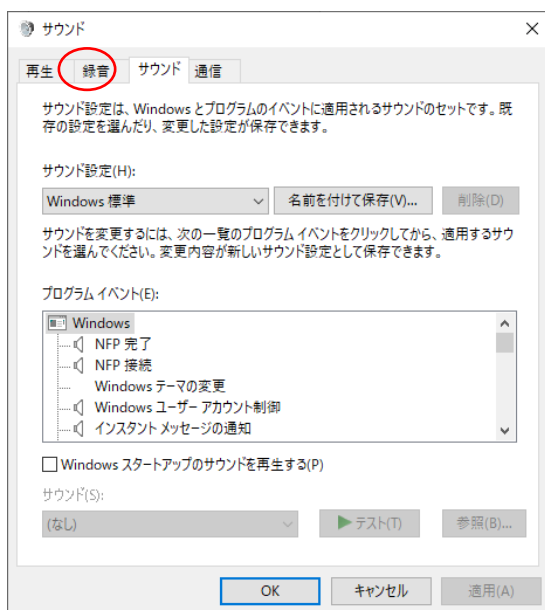 サウンド
再生 録音 サウンド 通信
サウンド設定は、Windows とプログラムのイベントに適用されるサウンドのセットです。既
存の設定を選んだり、変更した設定が保存できます。
サウンド設定(H):
Windows 標準 名前を付けて保存(V)... 削除(D)
サウンドを変更するには、次の一覧のプログラム イベントをクリックしてから、適用するサウ
ンドを選んでください。変更内容が新しいサウンド設定として保存できます。
プログラム イベント(E):
Windows
NFP 完了
NFP 接続
Windows テーマの変更
Windows ユーザー アカウント制御
インスタント メッセージの通知
Windows スタートアップのサウンドを再生する(P)
サウンド(S):
(なし) テスト(T) 参照(B)...
OK キャンセル 適用(A)